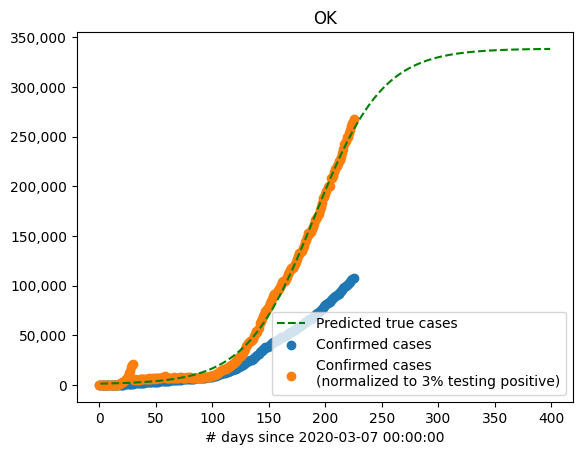 OK
350,000
300,000
250,000
200,000
150,000
100,000
50,000
0
Predicted true cases
Confirmed cases
Confirmed cases
(normalized to 3% testing positive)
0 50 100 150 200 250 300 350 400
# days since 2020-03-07 00:00:00